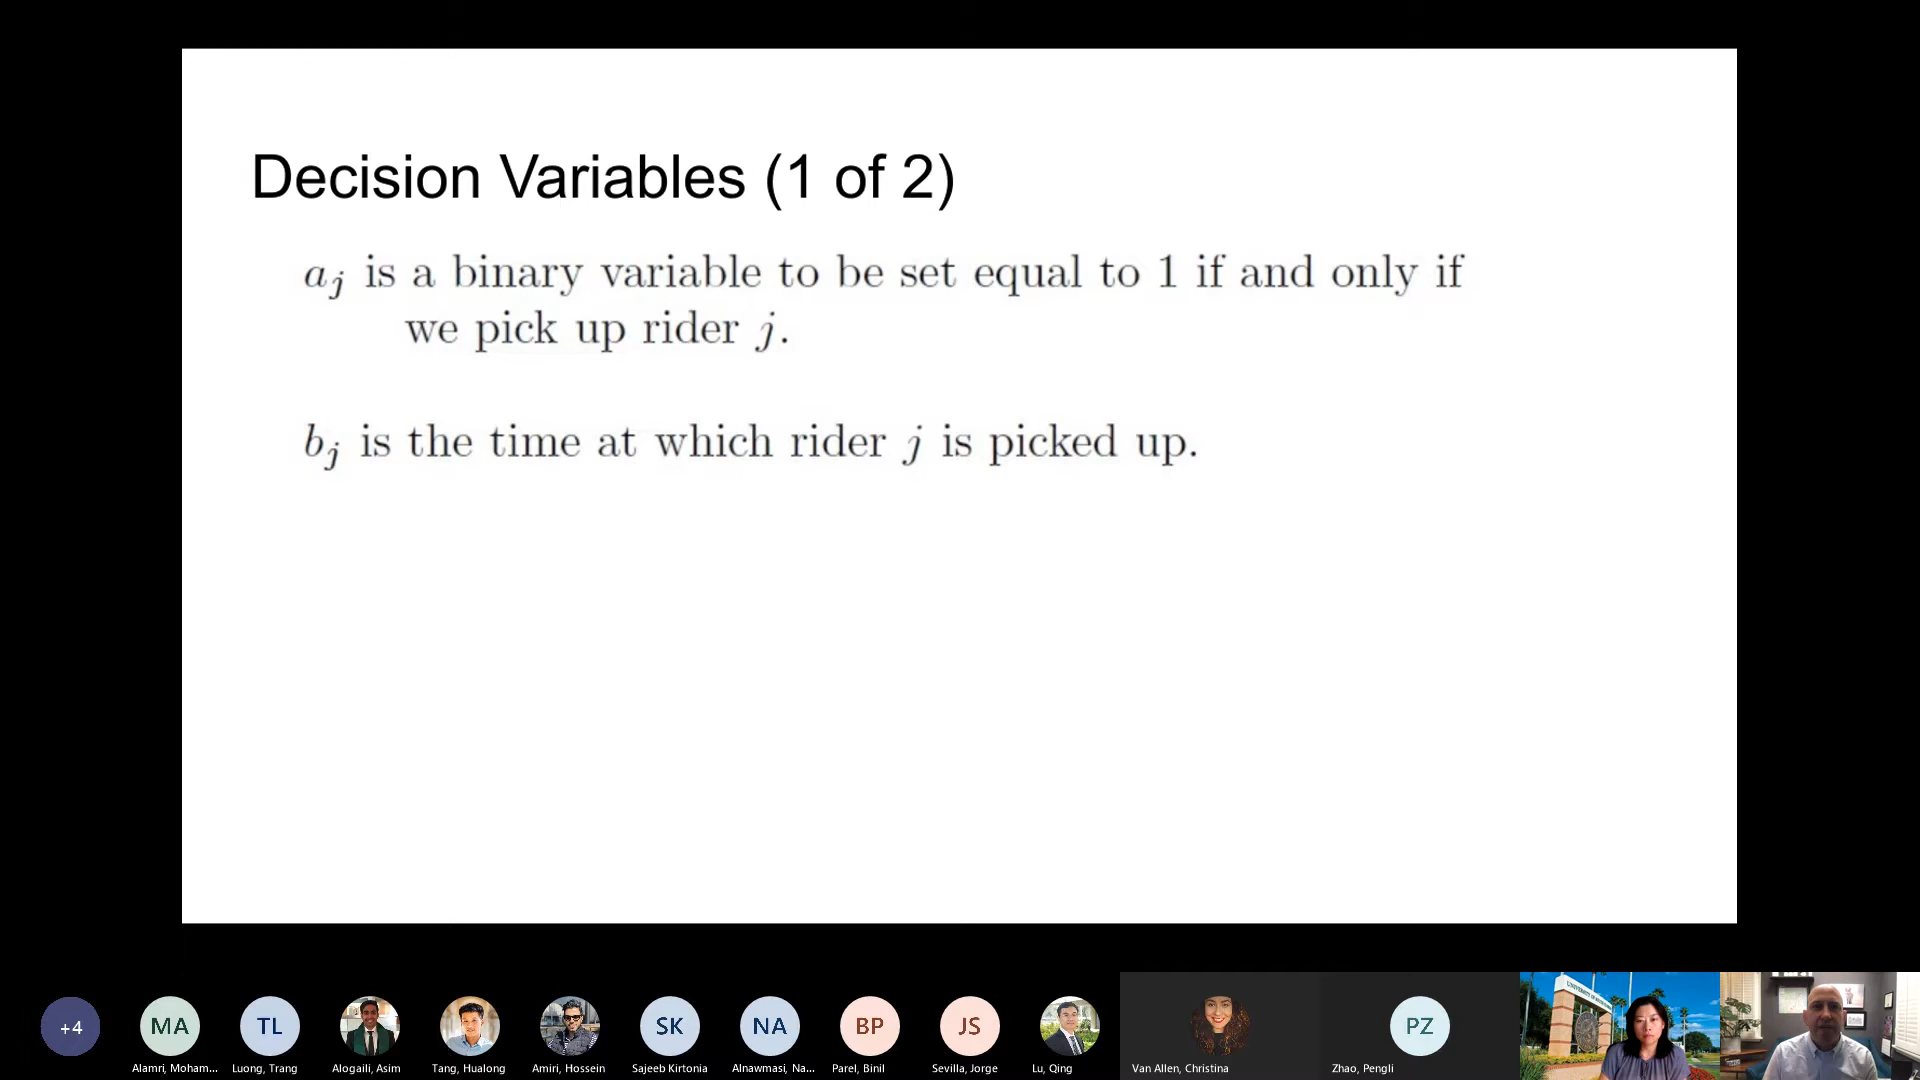 Decision Variables (1 of 2)
a_j is a binary variable to be set equal to 1 if and only if
we pick up rider j.
b_j is the time at which rider j is picked up.
+4
MA
TL
SK
NA
BP
JS
PZ
Alamri, Moham...
Luong, Trang
Alogaili, Asim
Tang, Hualong
Amiri, Hossein
Sajeeb Kirtonia
Alnawmasi, Na...
Parel, Binil
Sevilla, Jorge
Lu, Qing
Van Allen, Christina
Zhao, Pengli